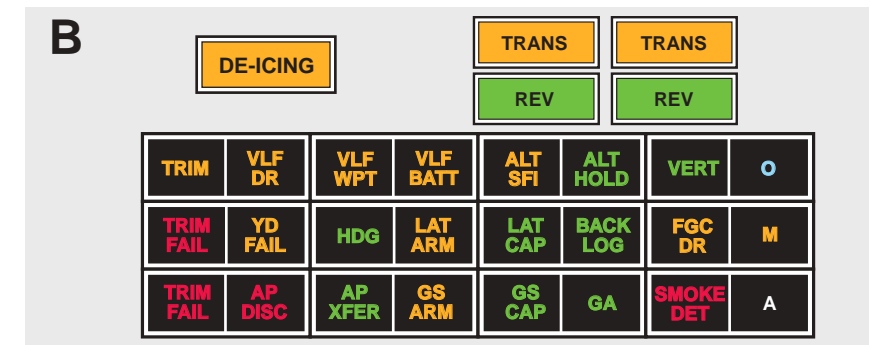 B
DE-ICING
TRANS TRANS
REV REV
TRIM VLF DR VLF WPT VLF BATT ALT SFI ALT HOLD VERT O
TRIM FAIL YD FAIL HDG LAT ARM LAT CAP BACK LOG FGC DR M
TRIM FAIL AP DISC AP XFER GS ARM GS CAP GA SMOKE DET A